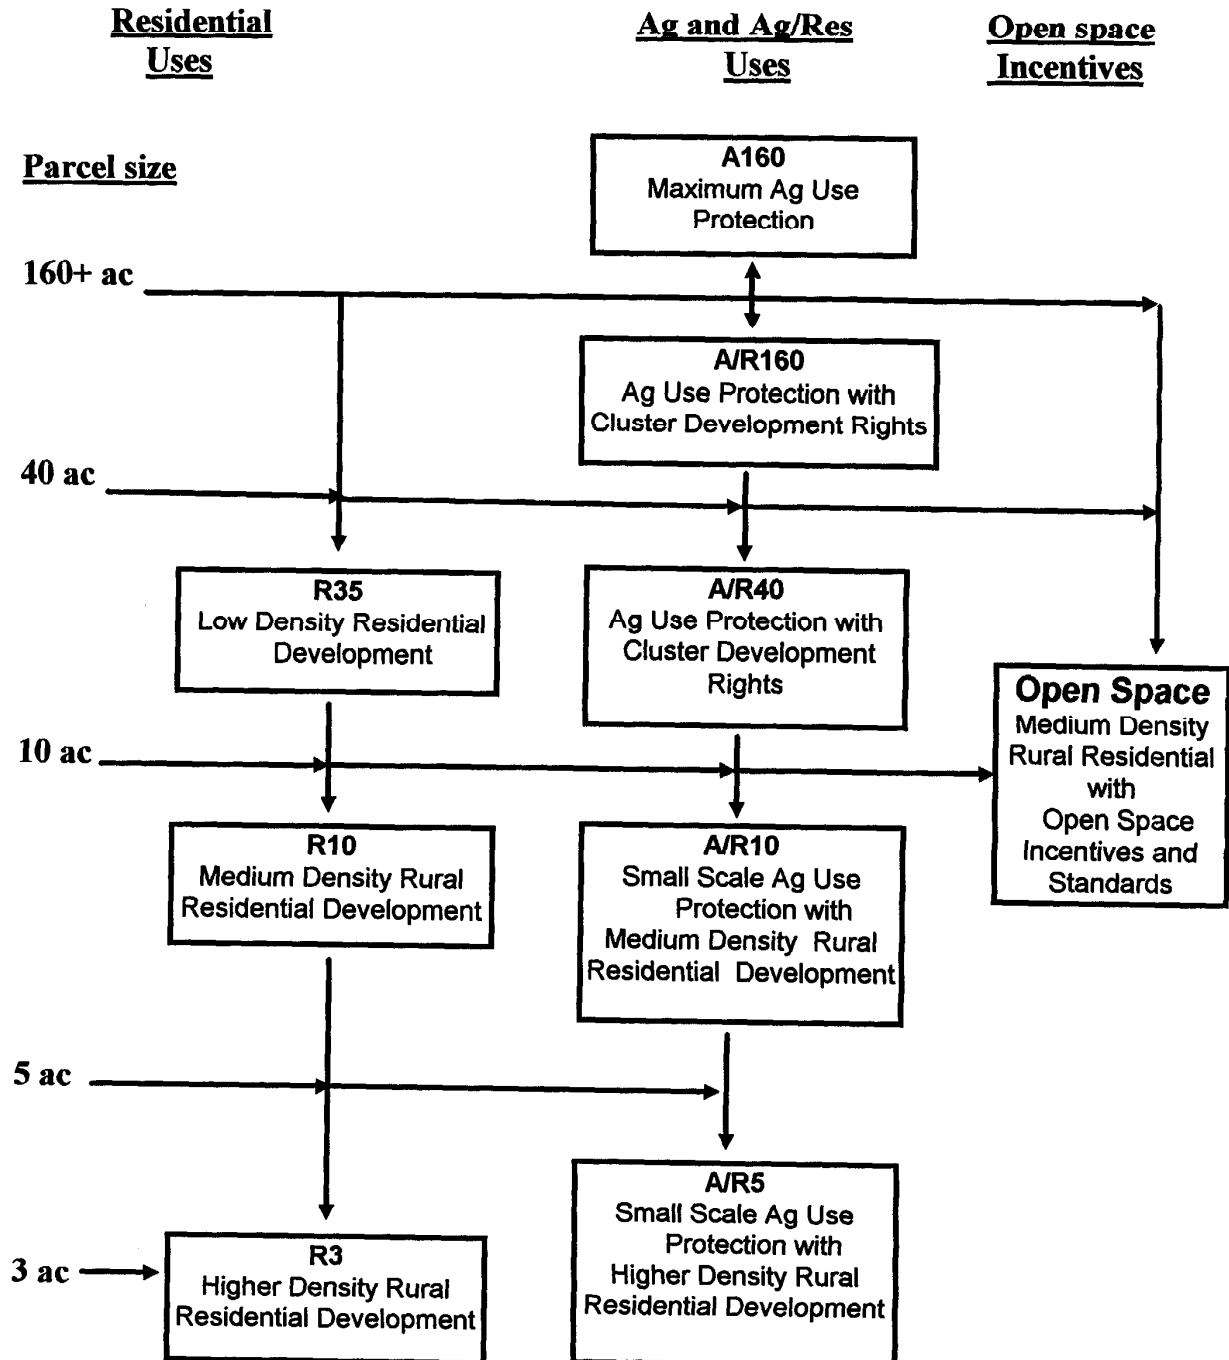 Residential
Uses
Ag and Ag/Res
Uses
Open space
Incentives
Parcel size
A160
Maximum Ag Use
Protection
160+ ac
A/R160
Ag Use Protection with
Cluster Development Rights
40 ac
R35
Low Density Residential
Development
A/R40
Ag Use Protection with
Cluster Development
Rights
Open Space
Medium Density
Rural Residential
with
Open Space
Incentives and
Standards
10 ac
R10
Medium Density Rural
Residential Development
A/R10
Small Scale Ag Use
Protection with
Medium Density Rural
Residential Development
5 ac
A/R5
Small Scale Ag Use
Protection with
Higher Density Rural
Residential Development
3 ac
R3
Higher Density Rural
Residential Development